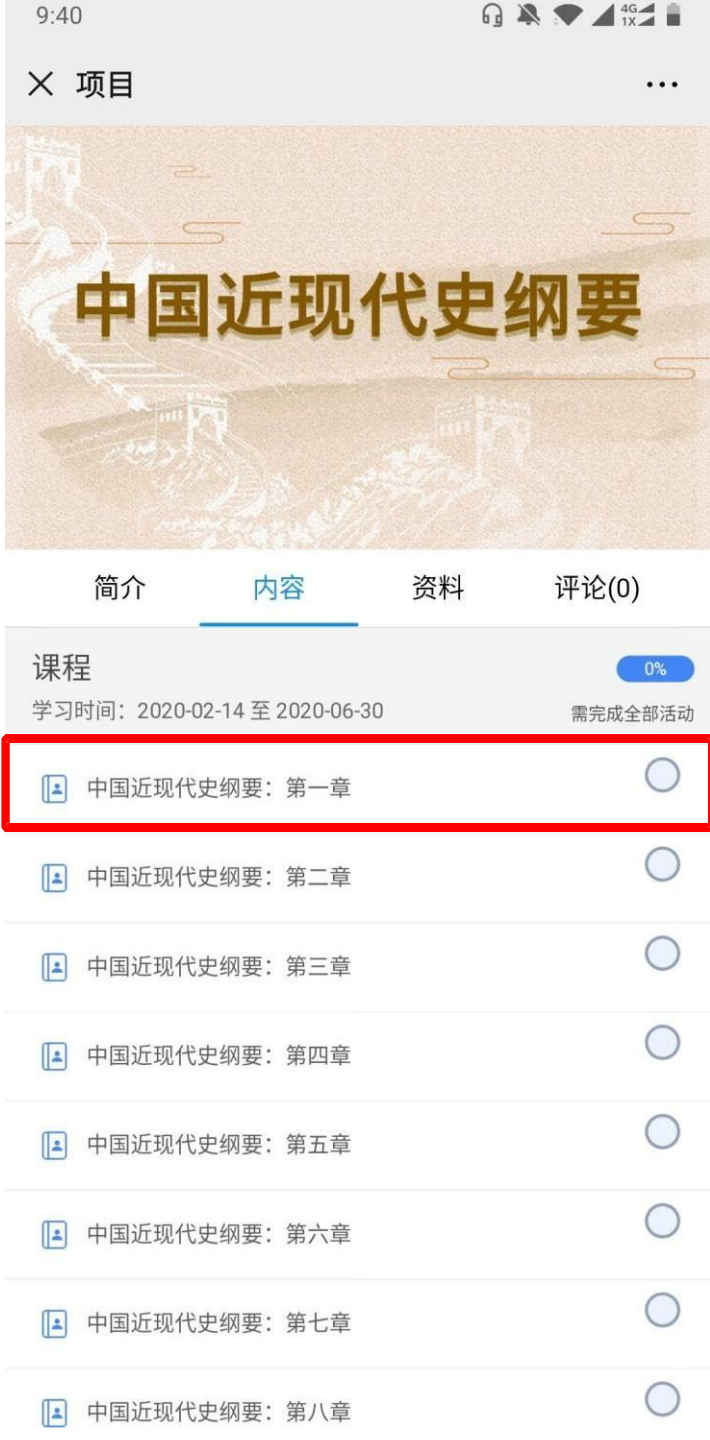 9:40
4G
1X
项目
中国近现代史纲要
简介 内容 资料 评论(0)
课程
0%
学习时间：2020-02-14 至 2020-06-30
需完成全部活动
中国近现代史纲要：第一章
中国近现代史纲要：第二章
中国近现代史纲要：第三章
中国近现代史纲要：第四章
中国近现代史纲要：第五章
中国近现代史纲要：第六章
中国近现代史纲要：第七章
中国近现代史纲要：第八章